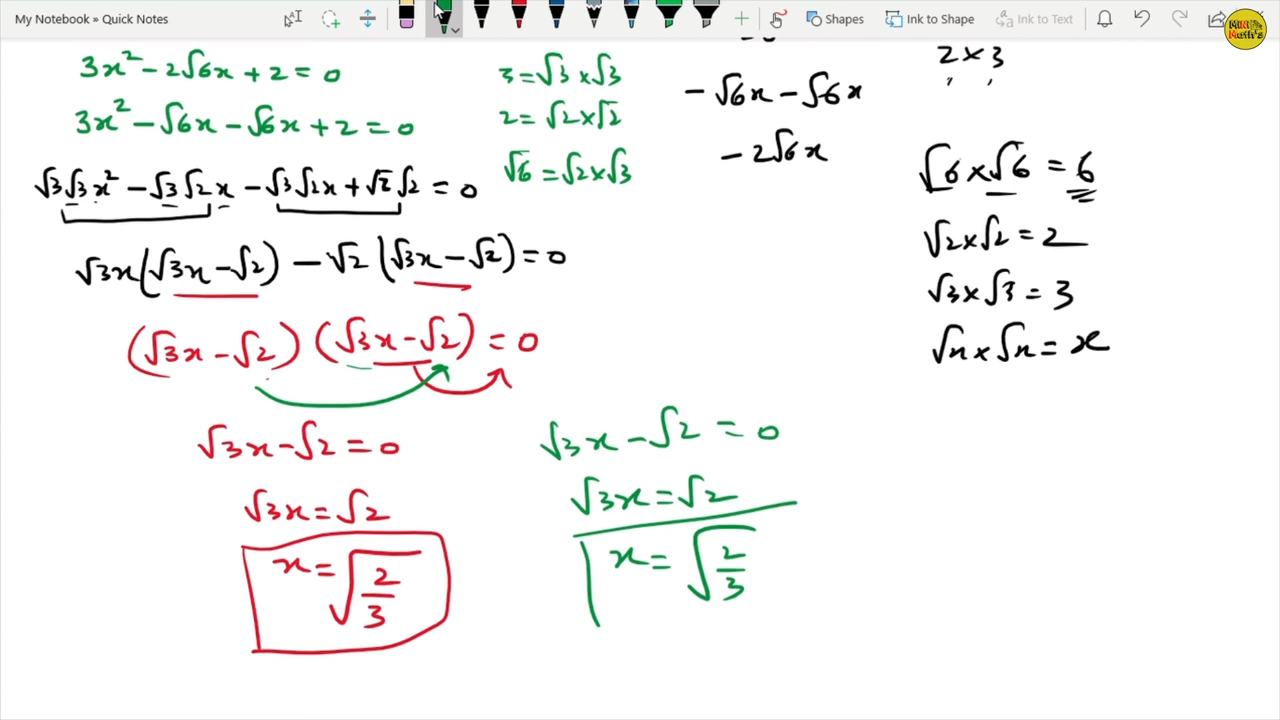 My Notebook » Quick Notes
Shapes
Ink to Shape
Ink to Text
MINI Math's
3x² - 2√6x + 2 = 0
3x² - √6x - √6x + 2 = 0
√3√3x² - √3√2x - √3√2x + √2√2 = 0
√3x(√3x - √2) - √2(√3x - √2) = 0
(√3x - √2)(√3x - √2) = 0
√3x - √2 = 0
√3x = √2
x = √(2/3)
√3x - √2 = 0
√3x = √2
x = √(2/3)
3 = √3 × √3
2 = √2 × √2
√6 = √2 × √3
- √6x - √6x
- 2√6x
2 × 3
√6 × √6 = 6
√2 × √2 = 2
√3 × √3 = 3
√x × √x = x